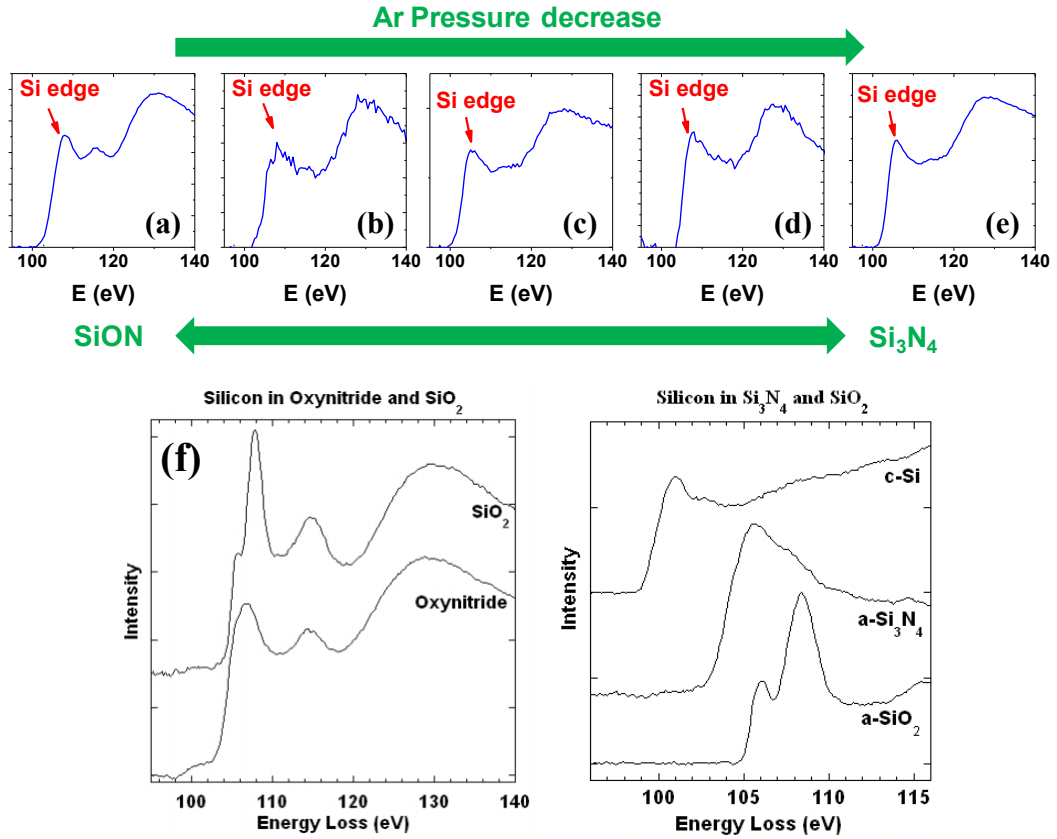 Ar Pressure decrease
Si edge
Si edge
Si edge
Si edge
Si edge
(a)
(b)
(c)
(d)
(e)
100 120 140
100 120 140
100 120 140
100 120 140
100 120 140
E (eV)
E (eV)
E (eV)
E (eV)
E (eV)
SiON
Si₃N₄
Silicon in Oxynitride and SiO₂
(f)
SiO₂
Oxynitride
Intensity
100 110 120 130 140
Energy Loss (eV)
Silicon in Si₃N₄ and SiO₂
c-Si
a-Si₃N₄
a-SiO₂
Intensity
100 105 110 115
Energy Loss (eV)